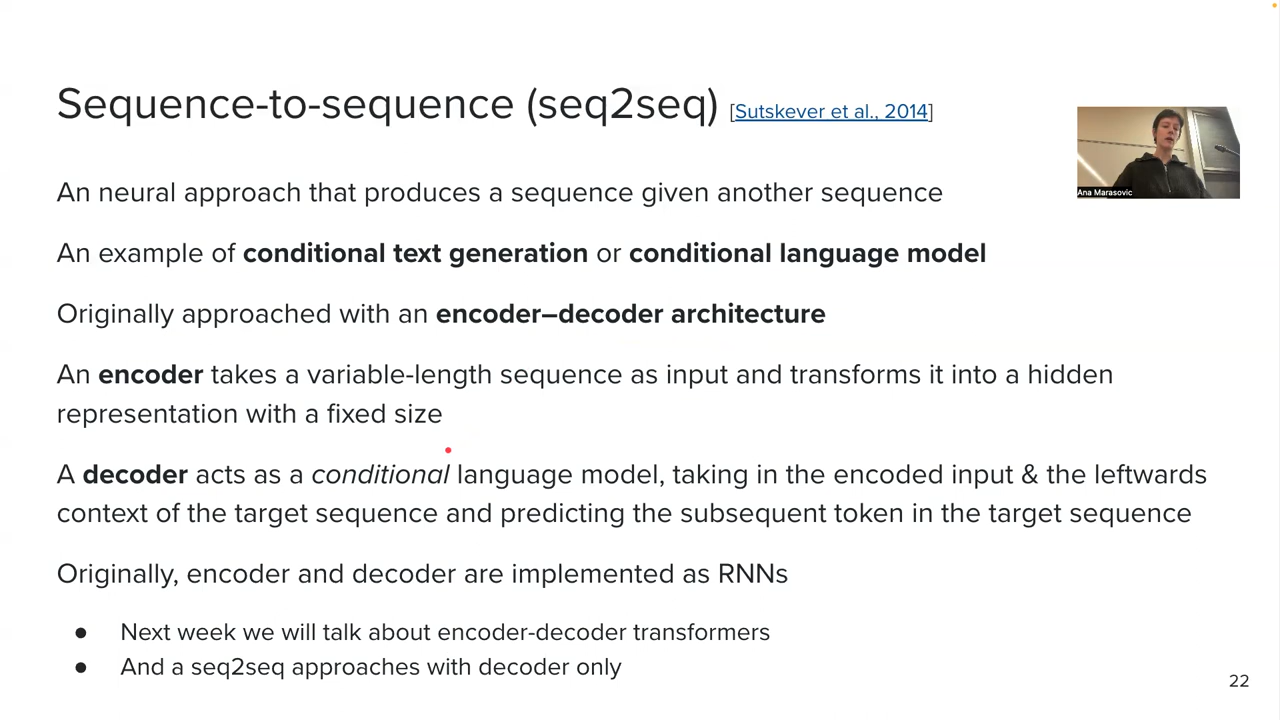 Sequence-to-sequence (seq2seq) [Sutskever et al., 2014]
Ana Marasovic
An neural approach that produces a sequence given another sequence
An example of conditional text generation or conditional language model
Originally approached with an encoder–decoder architecture
An encoder takes a variable-length sequence as input and transforms it into a hidden
representation with a fixed size
A decoder acts as a conditional language model, taking in the encoded input & the leftwards
context of the target sequence and predicting the subsequent token in the target sequence
Originally, encoder and decoder are implemented as RNNs
● Next week we will talk about encoder-decoder transformers
● And a seq2seq approaches with decoder only
22